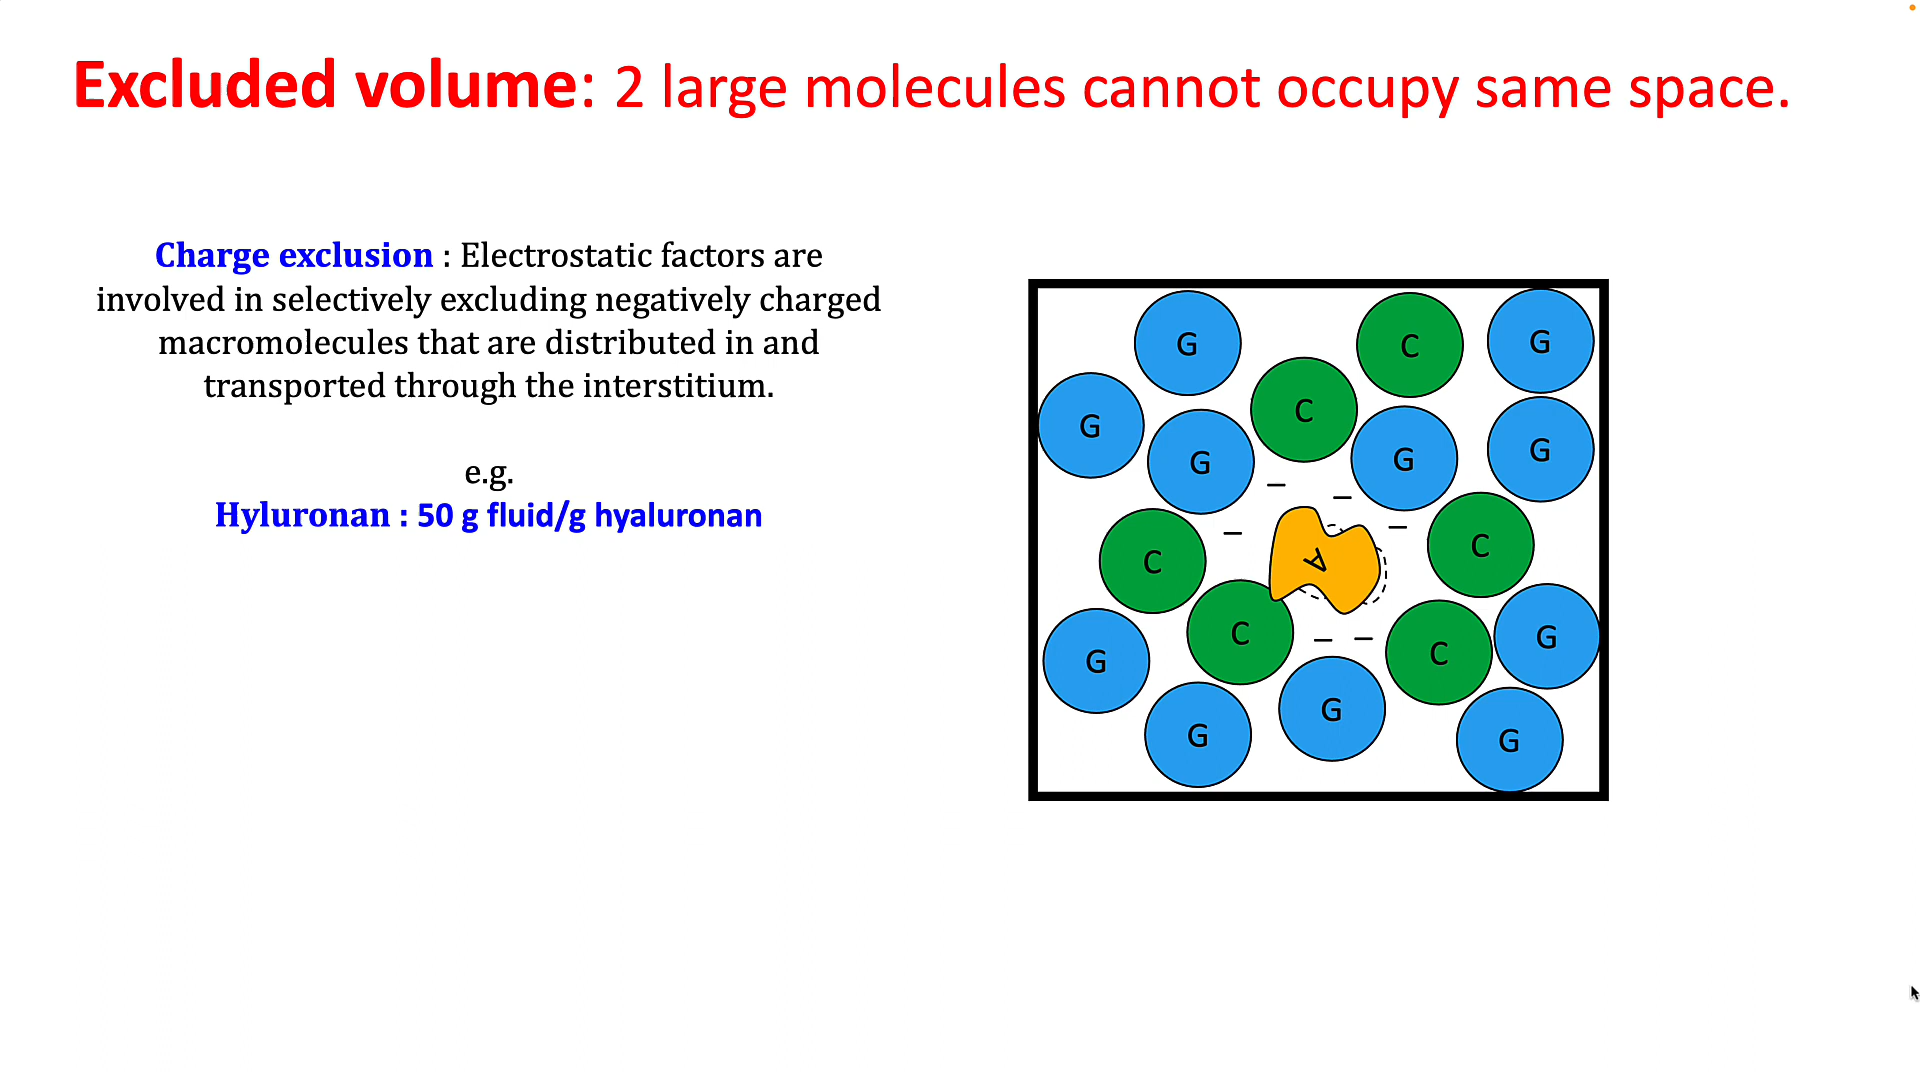 Excluded volume: 2 large molecules cannot occupy same space.
Charge exclusion : Electrostatic factors are
involved in selectively excluding negatively charged
macromolecules that are distributed in and
transported through the interstitium.
e.g.
Hyluronan : 50 g fluid/g hyaluronan
G C G
C
G G G G
– –
– –
C A C
C – – C G
G
G G G